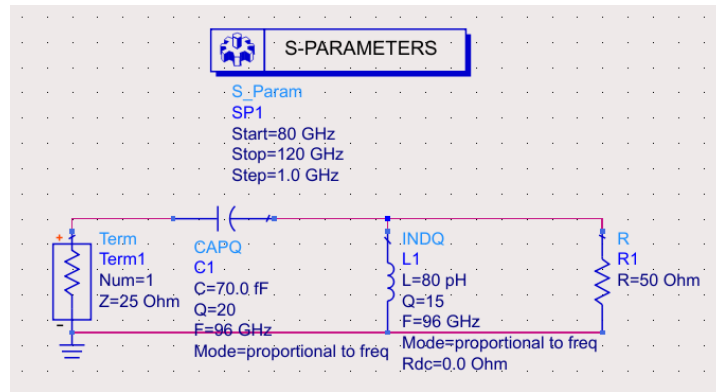 S-PARAMETERS
S_Param
SP1
Start=80 GHz
Stop=120 GHz
Step=1.0 GHz
+
Term
Term1
Num=1
Z=25 Ohm
-
CAPQ
C1
C=70.0 fF
Q=20
F=96 GHz
Mode=proportional to freq
INDQ
L1
L=80 pH
Q=15
F=96 GHz
Mode=proportional to freq
Rdc=0.0 Ohm
R
R1
R=50 Ohm